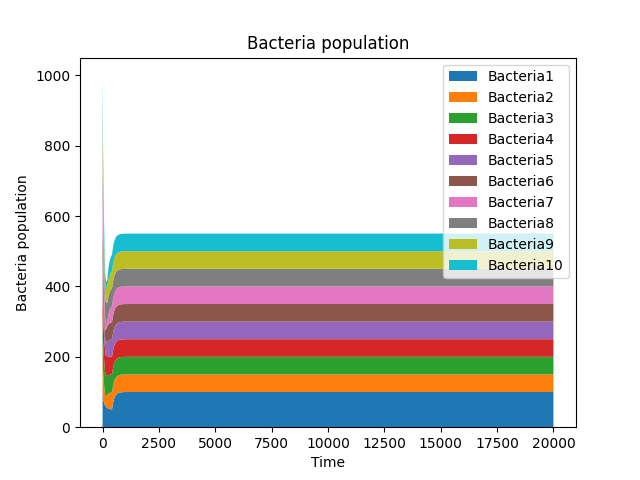 Bacteria population
1000
800
600
400
200
0
Bacteria population
Bacteria1
Bacteria2
Bacteria3
Bacteria4
Bacteria5
Bacteria6
Bacteria7
Bacteria8
Bacteria9
Bacteria10
0 2500 5000 7500 10000 12500 15000 17500 20000
Time